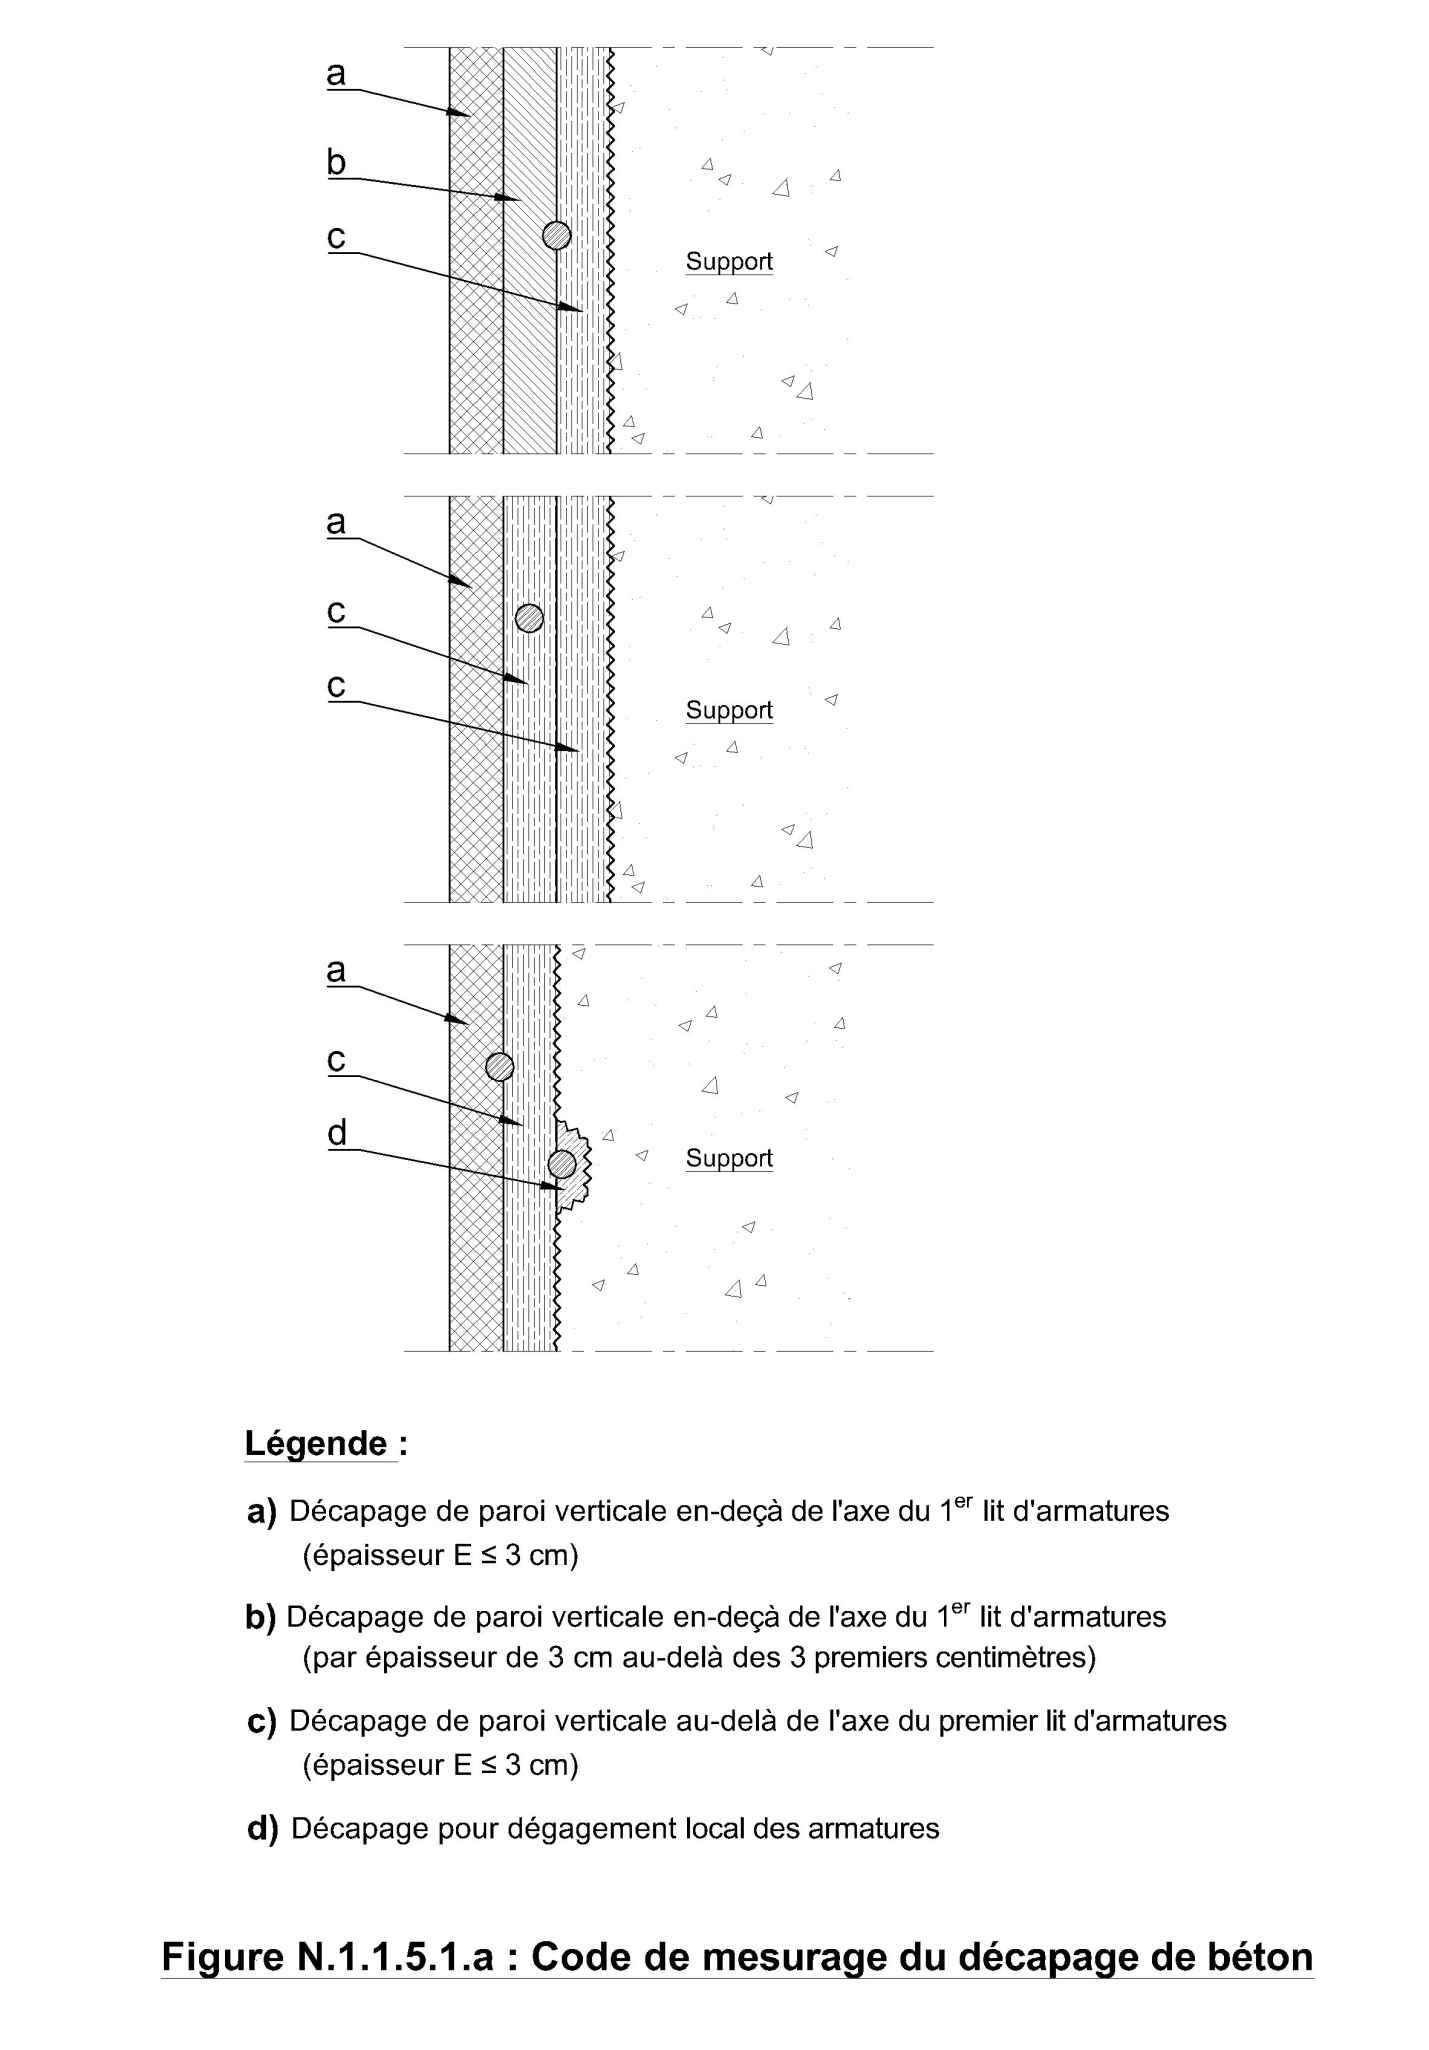 a
b
c
Support
a
c
c
Support
a
c
d
Support
Légende :
a) Décapage de paroi verticale en-deçà de l'axe du 1er lit d'armatures
(épaisseur E ≤ 3 cm)
b) Décapage de paroi verticale en-deçà de l'axe du 1er lit d'armatures
(par épaisseur de 3 cm au-delà des 3 premiers centimètres)
c) Décapage de paroi verticale au-delà de l'axe du premier lit d'armatures
(épaisseur E ≤ 3 cm)
d) Décapage pour dégagement local des armatures
Figure N.1.1.5.1.a : Code de mesurage du décapage de béton